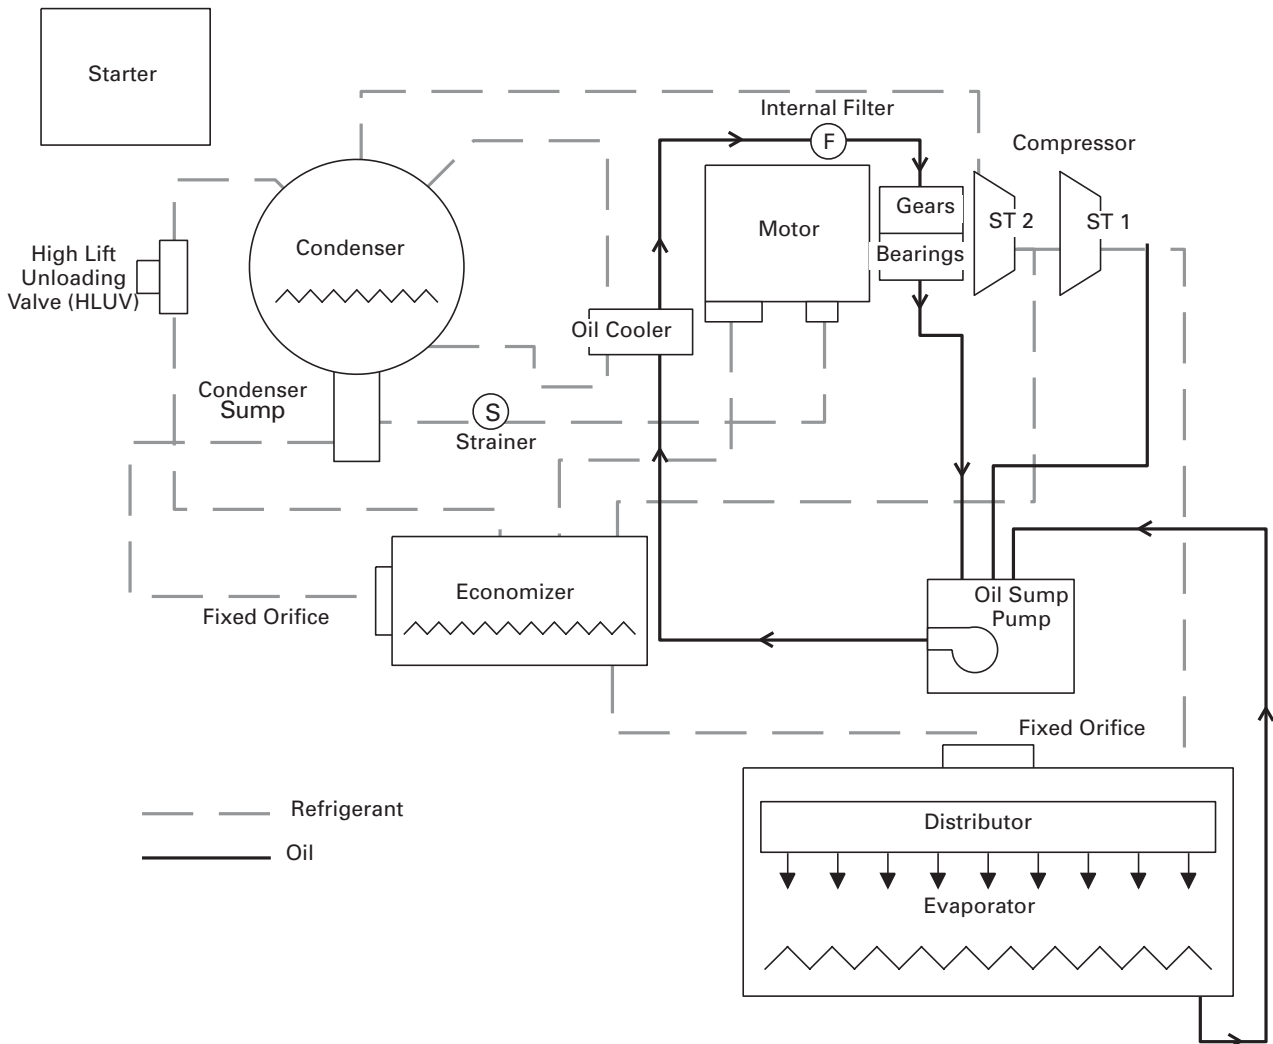 Starter
Internal Filter
F
Compressor
Gears
ST 2
ST 1
Motor
Bearings
Condenser
High Lift
Unloading
Valve (HLUV)
Oil Cooler
Condenser
Sump
S
Strainer
Economizer
Fixed Orifice
Oil Sump
Pump
Fixed Orifice
Refrigerant
Oil
Distributor
Evaporator